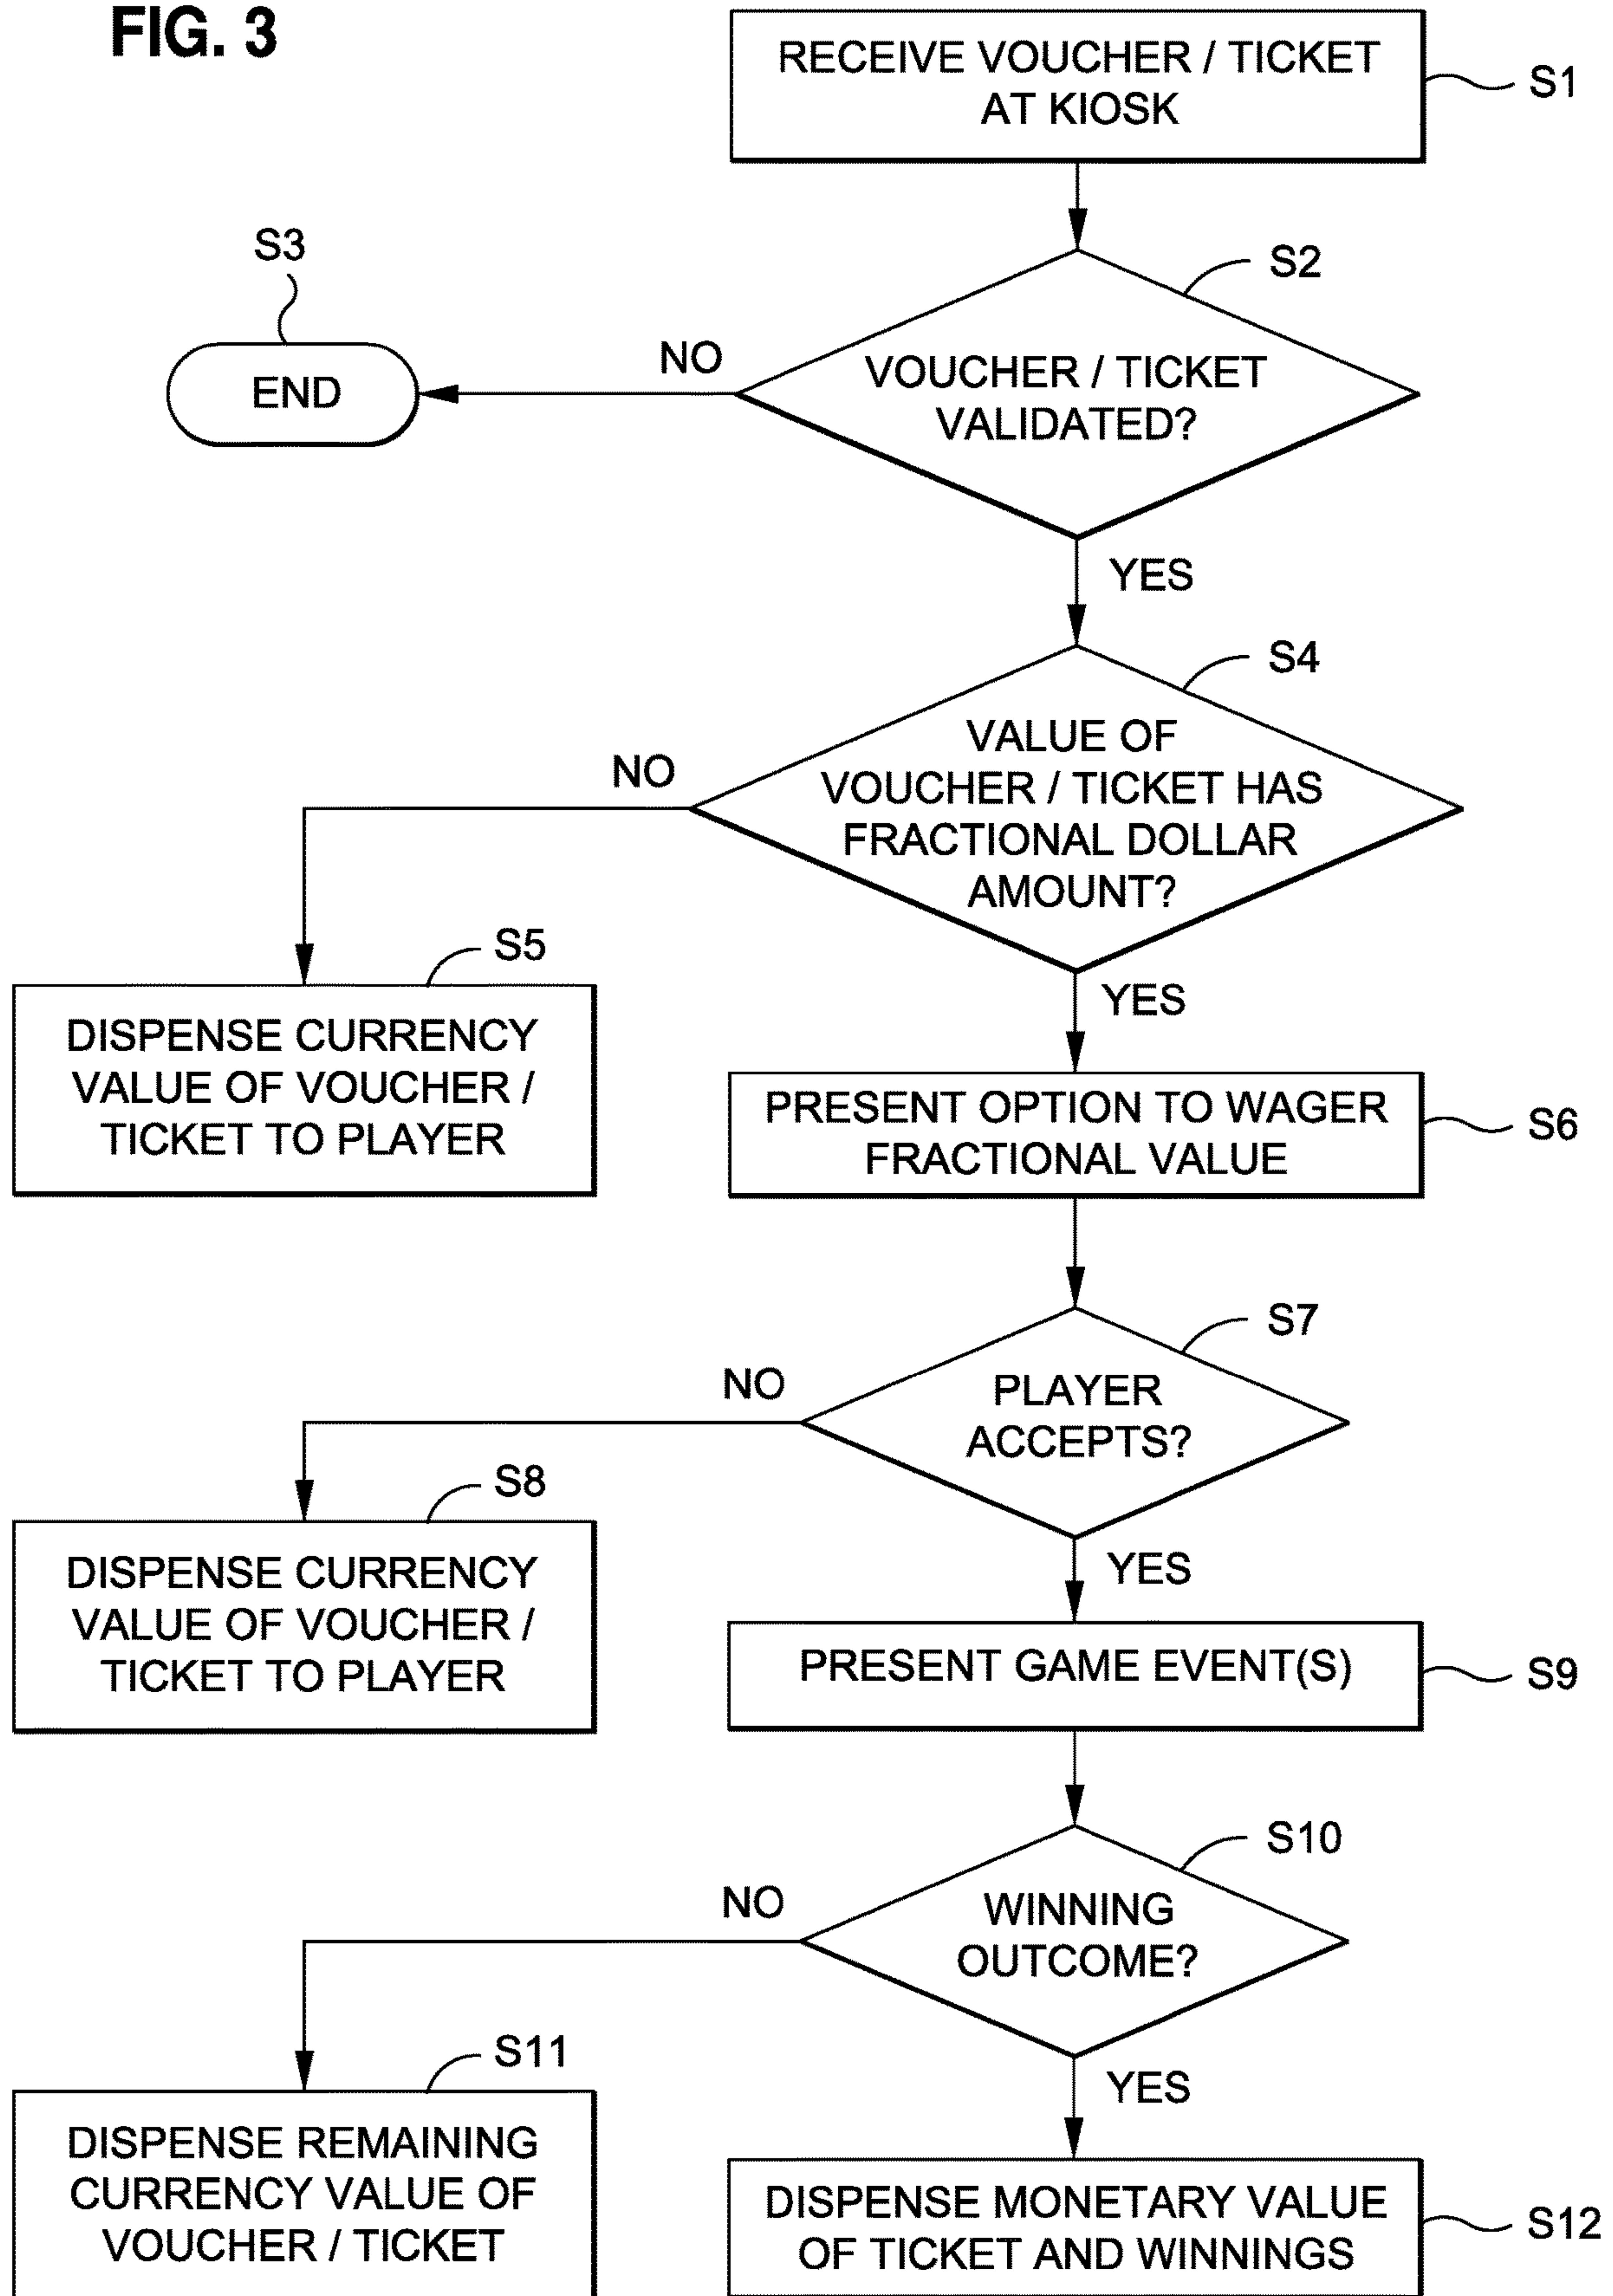 FIG. 3
RECEIVE VOUCHER / TICKET
AT KIOSK
S1
S2
S3
VOUCHER / TICKET
VALIDATED?
NO
END
YES
S4
VALUE OF
VOUCHER / TICKET HAS
FRACTIONAL DOLLAR
AMOUNT?
NO
S5
DISPENSE CURRENCY
VALUE OF VOUCHER /
TICKET TO PLAYER
YES
PRESENT OPTION TO WAGER
FRACTIONAL VALUE
S6
S7
PLAYER
ACCEPTS?
NO
S8
DISPENSE CURRENCY
VALUE OF VOUCHER /
TICKET TO PLAYER
YES
PRESENT GAME EVENT(S)
S9
S10
WINNING
OUTCOME?
NO
S11
DISPENSE REMAINING
CURRENCY VALUE OF
VOUCHER / TICKET
YES
DISPENSE MONETARY VALUE
OF TICKET AND WINNINGS
S12